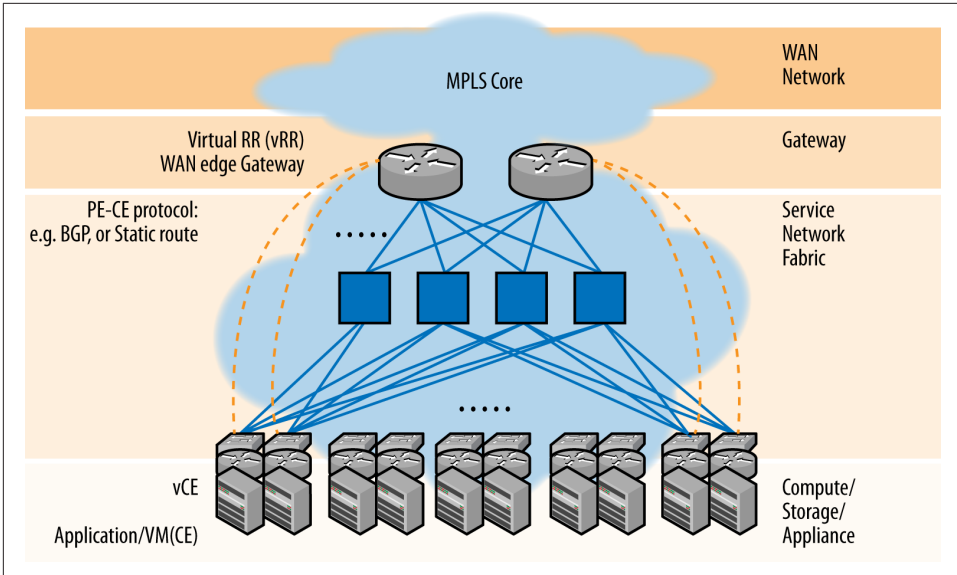 MPLS Core
WAN
Network
Virtual RR (vRR)
WAN edge Gateway
Gateway
PE-CE protocol:
e.g. BGP, or Static route
Service
Network
Fabric
vCE
Application/VM(CE)
Compute/
Storage/
Appliance